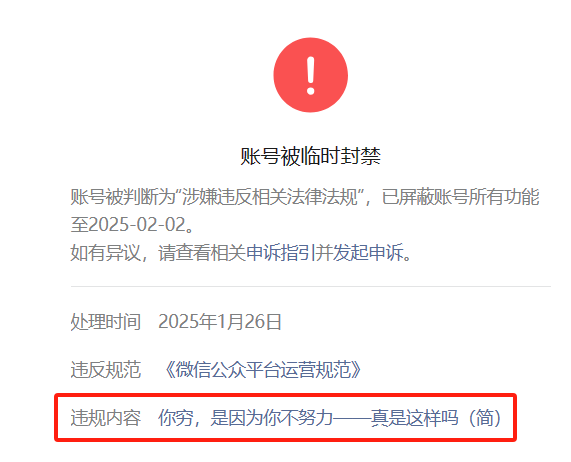 账号被临时封禁
账号被判断为“涉嫌违反相关法律法规”，已屏蔽账号所有功能
至2025-02-02。
如有异议，请查看相关申诉指引并发起申诉。
处理时间 2025年1月26日
违反规范 《微信公众平台运营规范》
违规内容 你穷，是因为你不努力——真是这样吗（简）